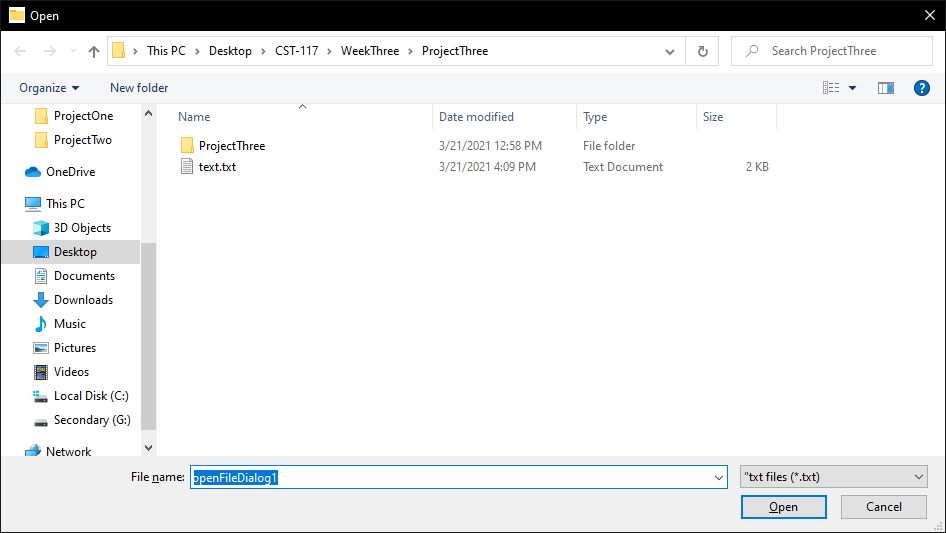 Open
This PC > Desktop > CST-117 > WeekThree > ProjectThree
Search ProjectThree
Organize
New folder
ProjectOne
ProjectTwo
OneDrive
This PC
3D Objects
Desktop
Documents
Downloads
Music
Pictures
Videos
Local Disk (C:)
Secondary (G:)
Network
Name Date modified Type Size
ProjectThree 3/21/2021 12:58 PM File folder
text.txt 3/21/2021 4:09 PM Text Document 2 KB
File name: openFileDialog1
"txt files (*.txt)
Open
Cancel